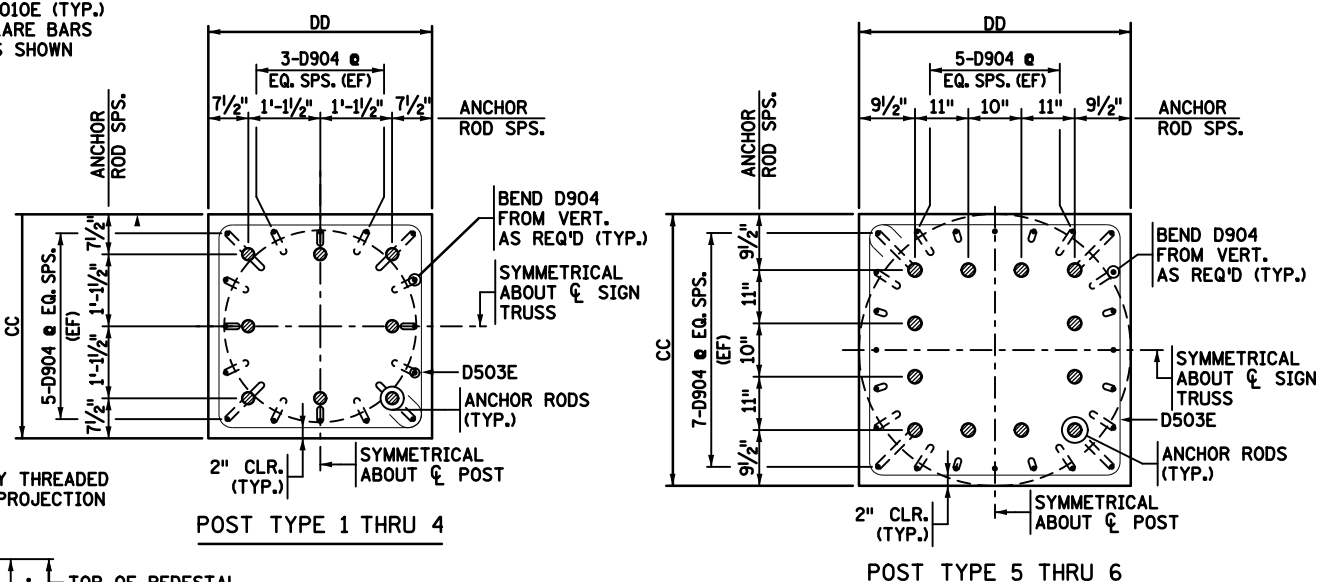 010E (TYP.)
ARE BARS
S SHOWN
DD
3-D904 @
EQ. SPS. (EF)
7½" 1'-1½" 1'-1½" 7½"
ANCHOR
ROD SPS.
ANCHOR
ROD SPS.
CC
5-D904 @ EQ. SPS.
(EF)
7½"
1'-1½"
1'-1½"
7½"
BEND D904
FROM VERT.
AS REQ'D (TYP.)
SYMMETRICAL
ABOUT ℄ SIGN
TRUSS
D503E
ANCHOR RODS
(TYP.)
2" CLR.
(TYP.)
SYMMETRICAL
ABOUT ℄ POST
POST TYPE 1 THRU 4
Y THREADED
PROJECTION
TOP OF PEDESTAL
DD
5-D904 @
EQ. SPS. (EF)
9½" 11" 10" 11" 9½"
ANCHOR
ROD SPS.
ANCHOR
ROD SPS.
CC
7-D904 @ EQ. SPS.
(EF)
9½"
11"
10"
11"
9½"
BEND D904
FROM VERT.
AS REQ'D (TYP.)
SYMMETRICAL
ABOUT ℄ SIGN
TRUSS
D503E
ANCHOR RODS
(TYP.)
2" CLR.
(TYP.)
SYMMETRICAL
ABOUT ℄ POST
POST TYPE 5 THRU 6